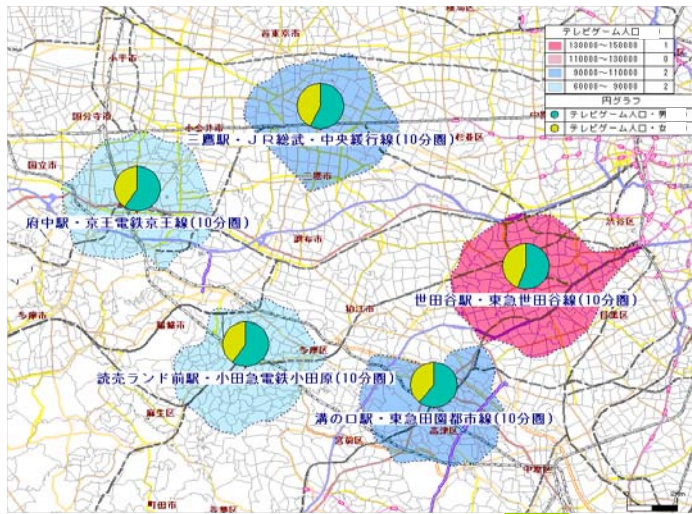 テレビゲーム人口
130000～150000 1
110000～130000 0
90000～110000 2
60000～ 90000 2
円グラフ
テレビゲーム人口・男
テレビゲーム人口・女
小平市
国分寺市
小金井市
三鷹駅・ＪＲ総武・中央緩行線(10分圏)
杉並区
国立市
三鷹市
府中駅・京王電鉄京王線(10分圏)
渋谷区
調布市
世田谷駅・東急世田谷線(10分圏)
多摩市
稲城市
狛江市
目黒区
多摩区
読売ランド前駅・小田急電鉄小田原(10分圏)
麻生区
溝の口駅・東急田園都市線(10分圏)
宮前区
高津区
中原区
町田市
青葉区